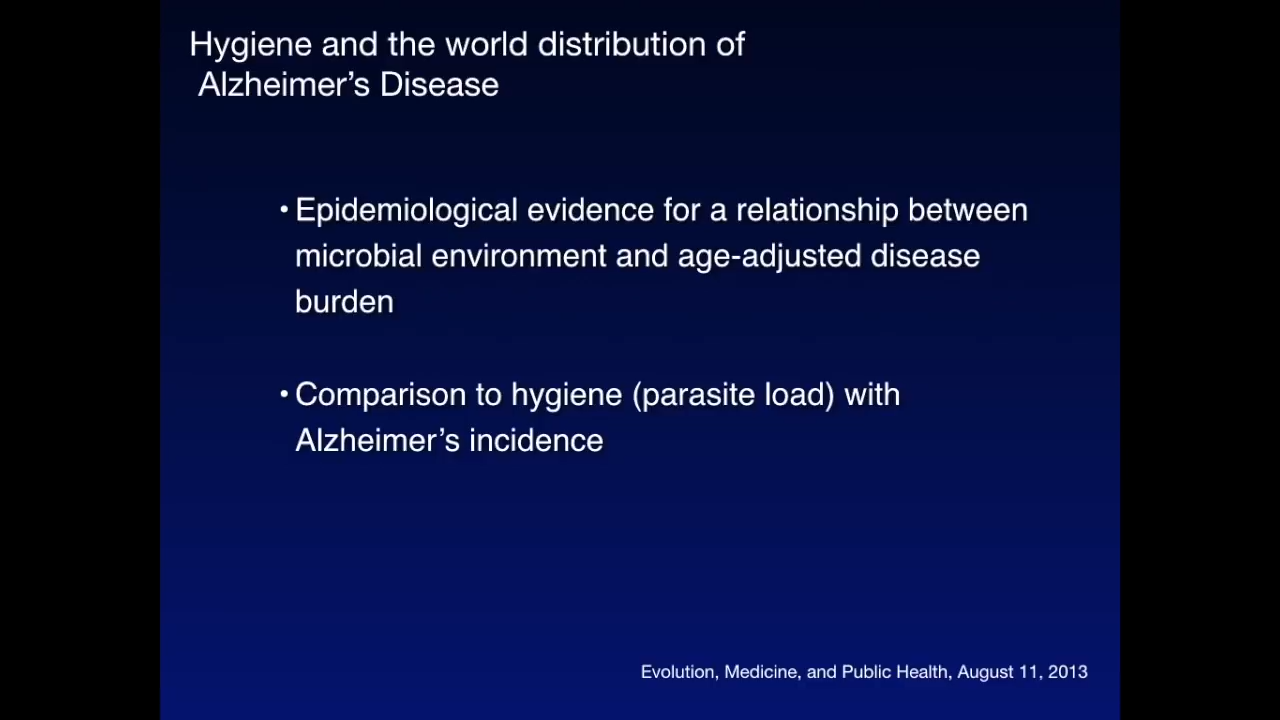 Hygiene and the world distribution of
Alzheimer’s Disease
• Epidemiological evidence for a relationship between
microbial environment and age-adjusted disease
burden
• Comparison to hygiene (parasite load) with
Alzheimer’s incidence
Evolution, Medicine, and Public Health, August 11, 2013